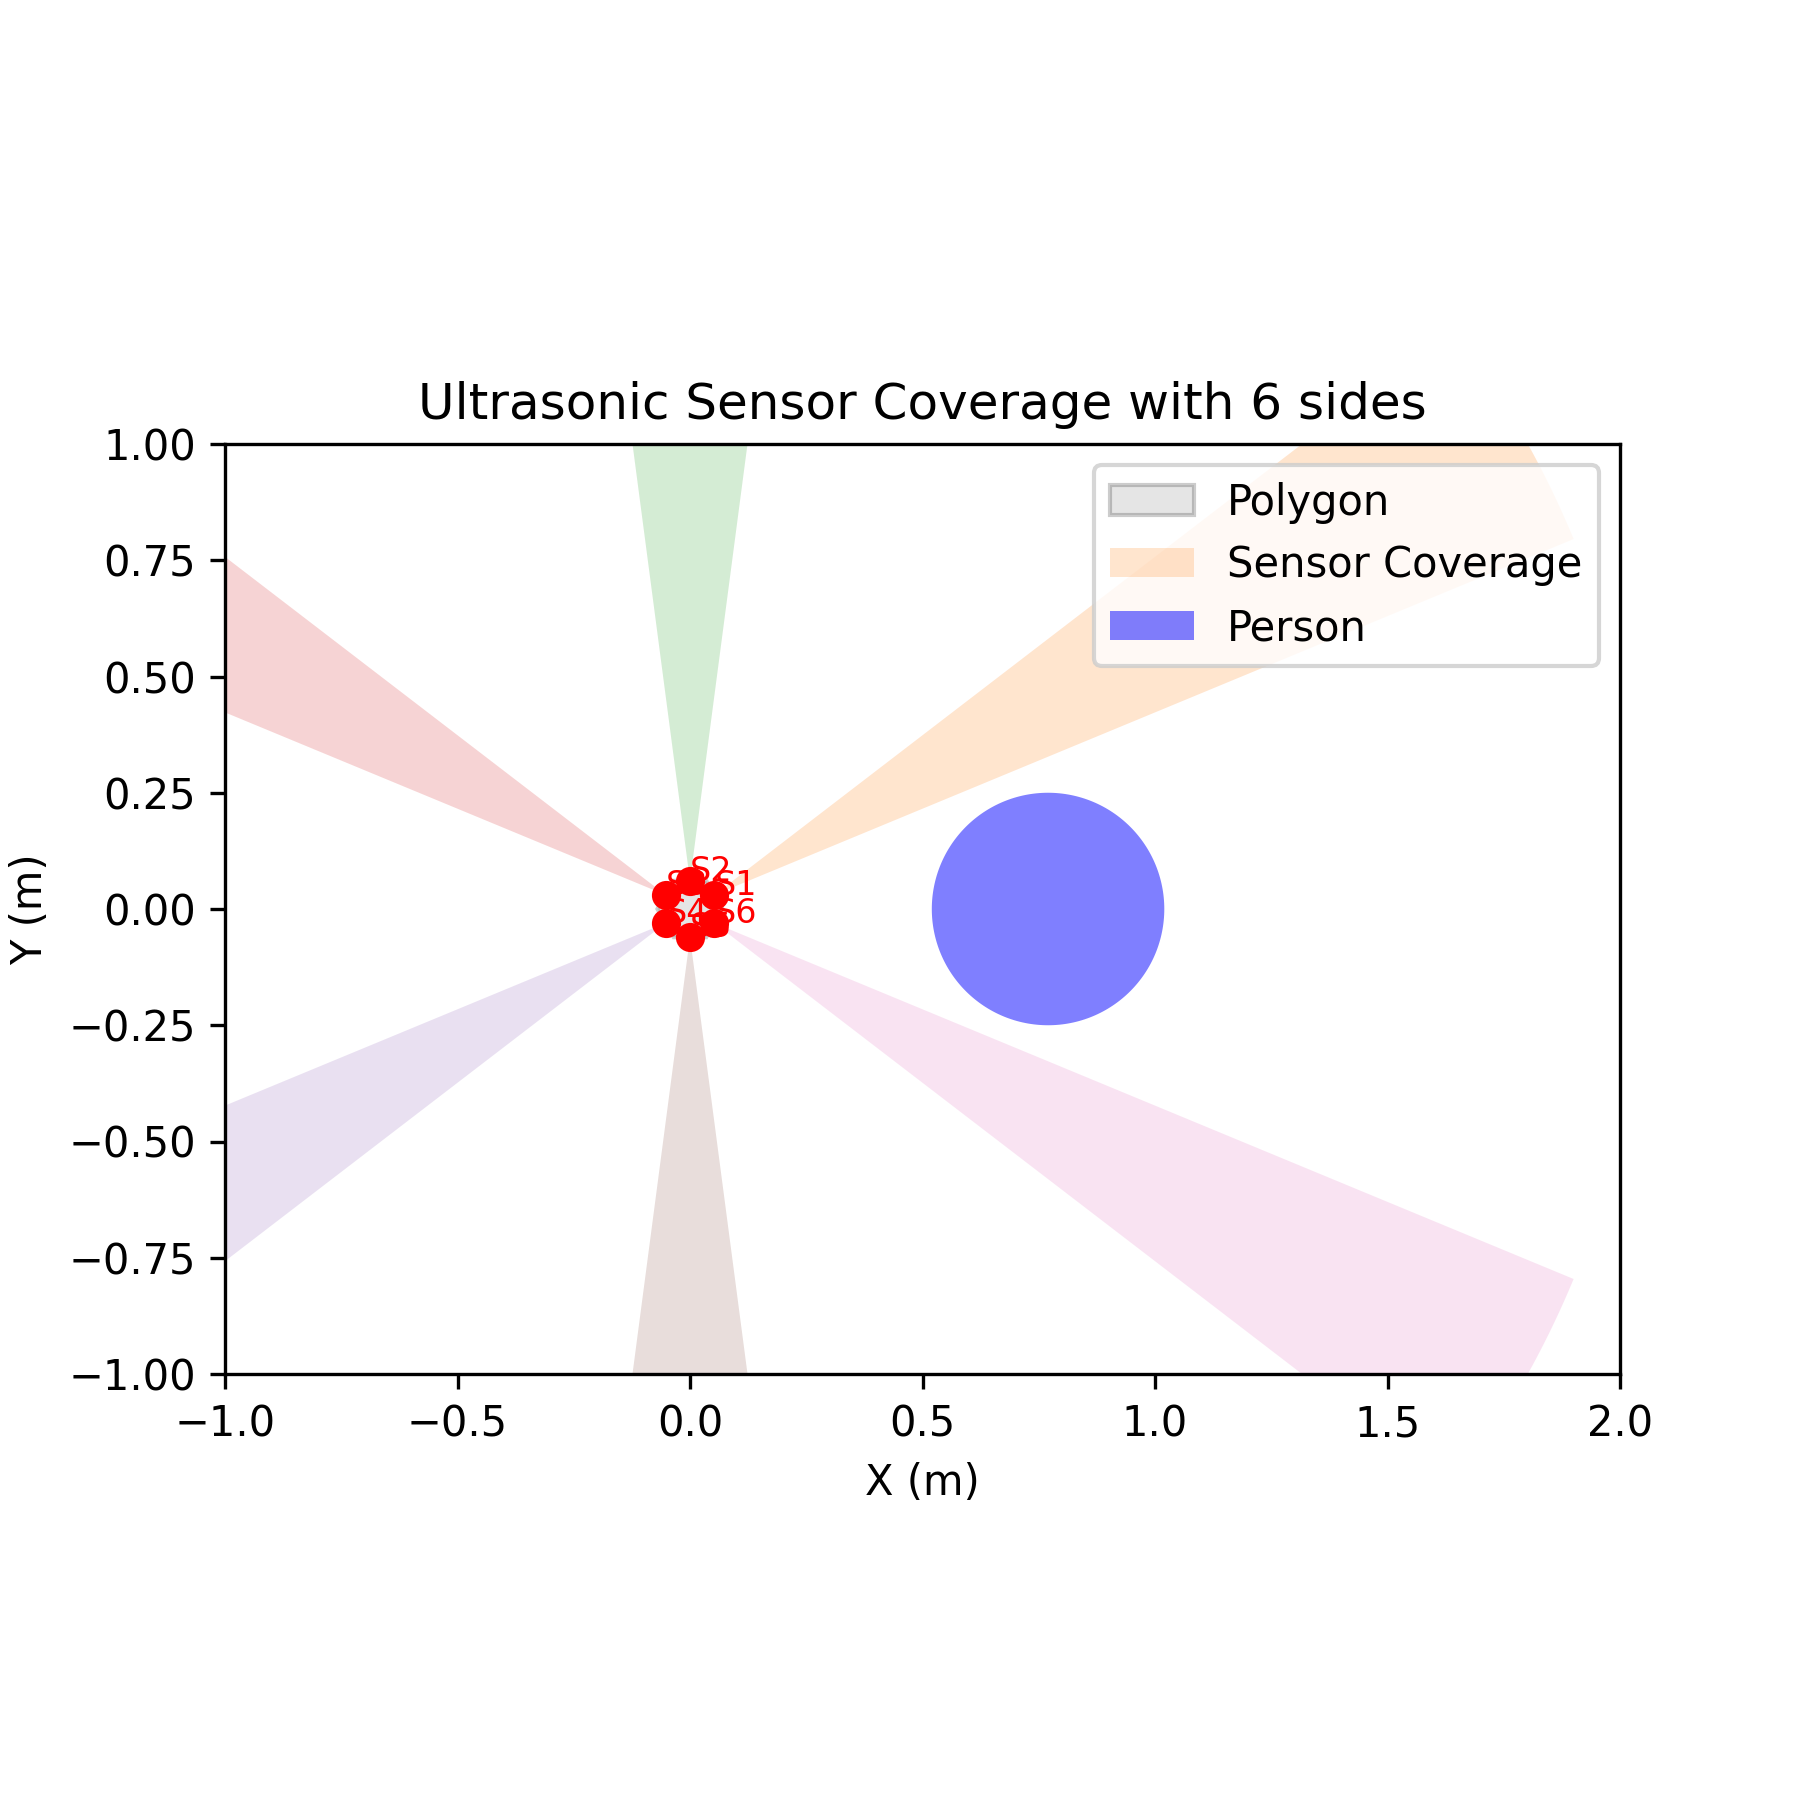 Ultrasonic Sensor Coverage with 6 sides
1.00
0.75
0.50
0.25
0.00
−0.25
−0.50
−0.75
−1.00
Y (m)
Polygon
Sensor Coverage
Person
S2
S1
S4
S6
−1.0
−0.5
0.0
0.5
1.0
1.5
2.0
X (m)